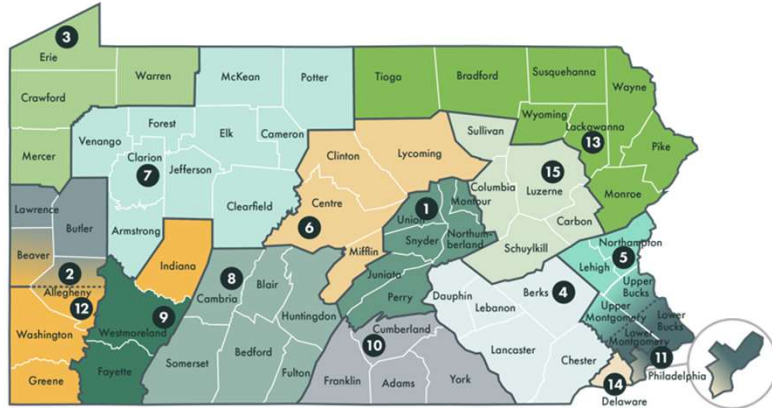 3
Erie
Warren
McKean
Potter
Tioga
Bradford
Susquehanna
Wayne
Crawford
Forest
Elk
Cameron
Sullivan
Wyoming
Lackawanna
13
Venango
Clarion
7
Jefferson
Clinton
Lycoming
Mercer
Pike
Columbia
15
Luzerne
Monroe
Lawrence
Butler
Armstrong
Clearfield
Centre
6
1
Union
Montour
Snyder
Northum-
berland
Carbon
Schuylkill
Beaver
2
Allegheny
12
Indiana
8
Cambria
Blair
Mifflin
Juniata
Perry
Huntingdon
Northampton
5
Lehigh
Upper
Bucks
Washington
9
Westmoreland
Dauphin
Lebanon
Berks
4
Upper
Montgomery
Lower
Bucks
Lower
Montgomery
Greene
Fayette
Somerset
Bedford
Fulton
Cumberland
10
Franklin
Adams
York
Lancaster
Chester
14
Delaware
11
Philadelphia